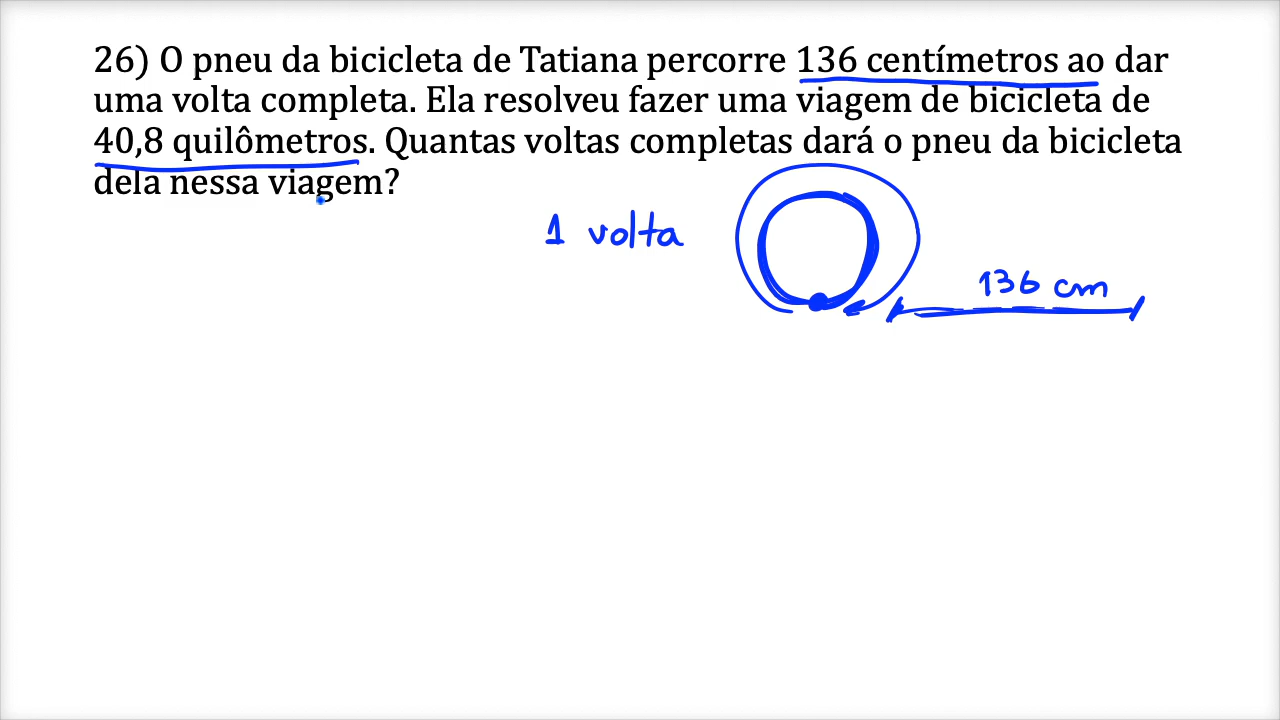 26) O pneu da bicicleta de Tatiana percorre 136 centímetros ao dar
uma volta completa. Ela resolveu fazer uma viagem de bicicleta de
40,8 quilômetros. Quantas voltas completas dará o pneu da bicicleta
dela nessa viagem?
1 volta
136 cm